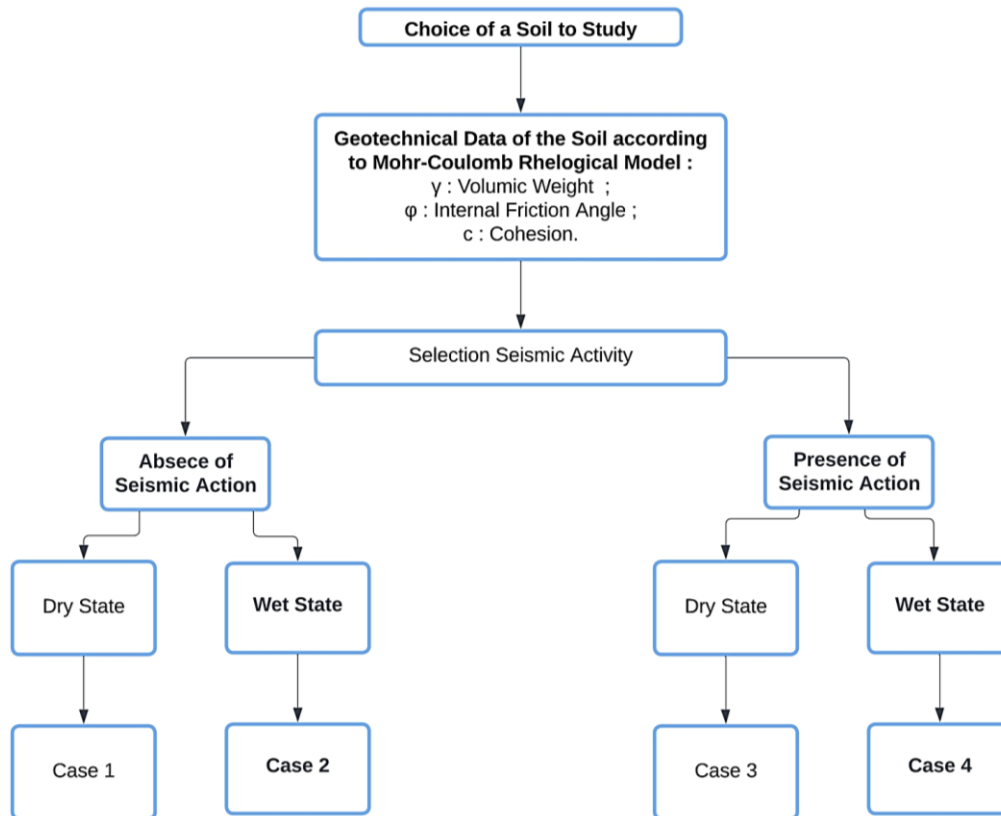 Choice of a Soil to Study
Geotechnical Data of the Soil according
to Mohr-Coulomb Rhelogical Model :
γ : Volumic Weight ;
φ : Internal Friction Angle ;
c : Cohesion.
Selection Seismic Activity
Absece of
Seismic Action
Presence of
Seismic Action
Dry State
Wet State
Dry State
Wet State
Case 1
Case 2
Case 3
Case 4